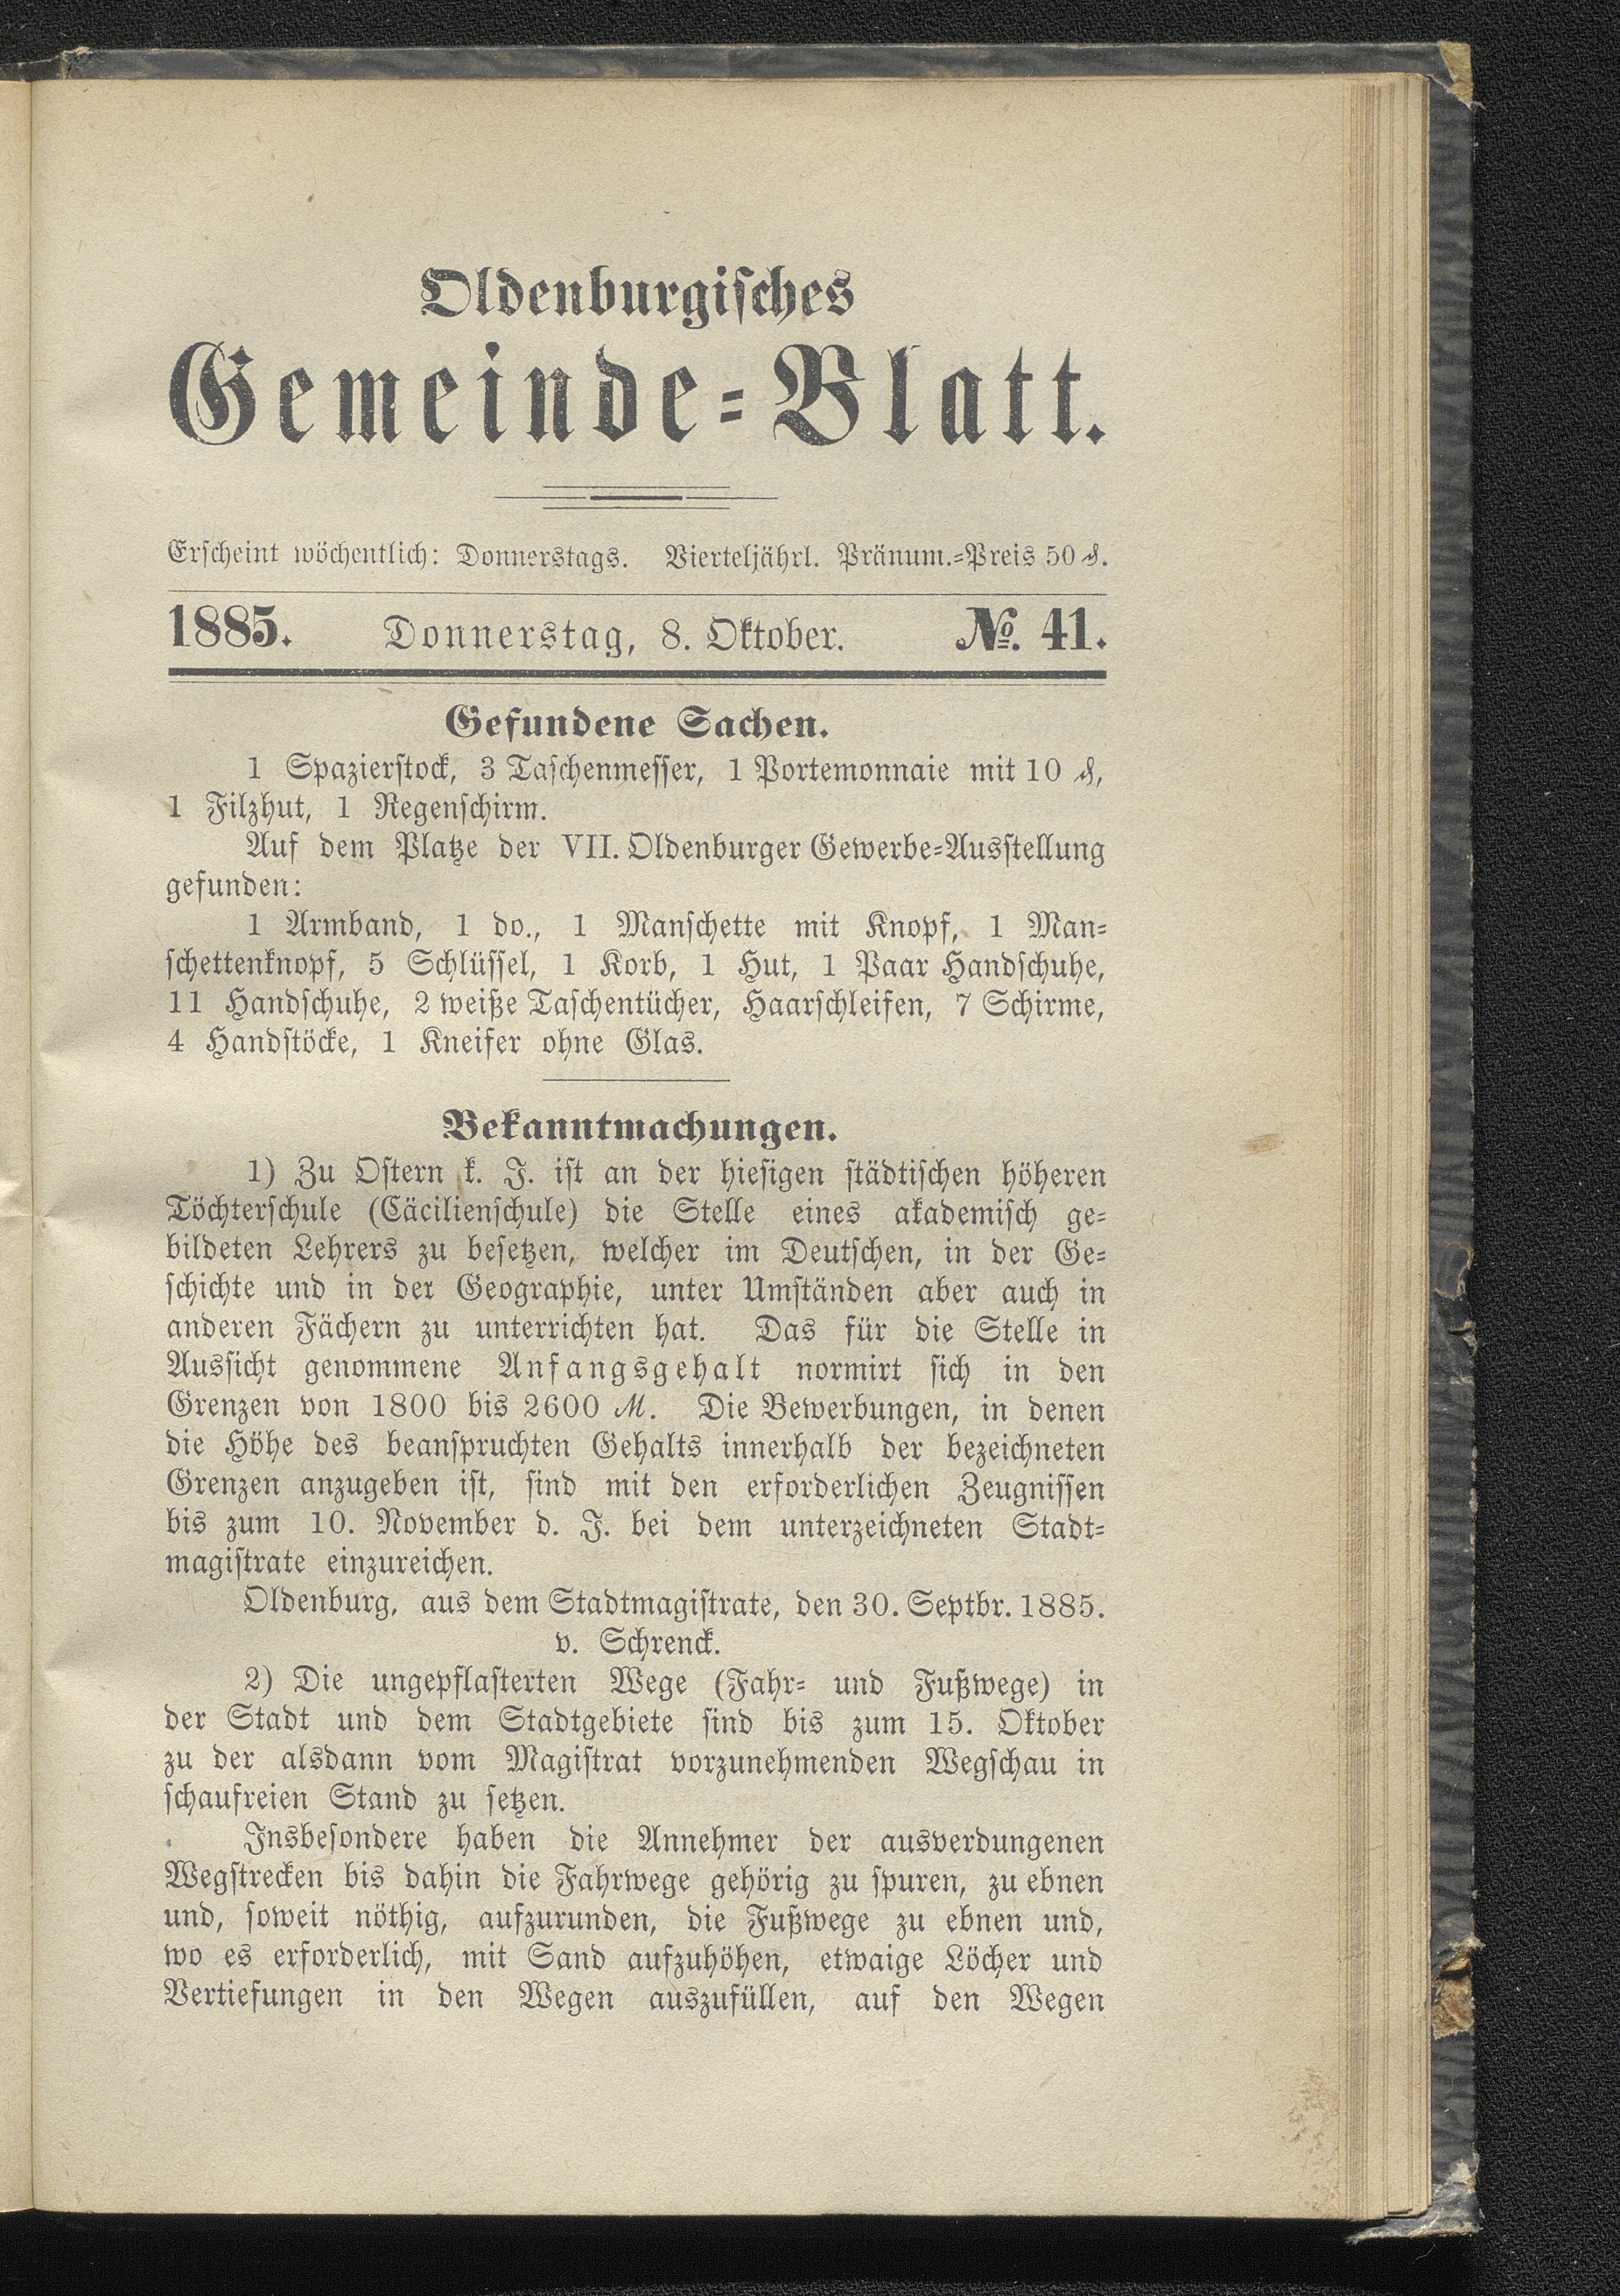 Oldenburgisches
Gemeinde-Blatt.
Erscheint wöchentlich: Donnerstags. Vierteljährl. Pränum.-Preis 50 ₰.
1885. Donnerstag, 8. Oktober. №. 41.
Gefundene Sachen.
1 Spazierstock, 3 Taschenmesser, 1 Portemonnaie mit 10 ₰,
1 Filzhut, 1 Regenschirm.
Auf dem Platze der VII. Oldenburger Gewerbe-Ausstellung
gefunden:
1 Armband, 1 do., 1 Manschette mit Knopf, 1 Man-
schettenknopf, 5 Schlüssel, 1 Korb, 1 Hut, 1 Paar Handschuhe,
11 Handschuhe, 2 weiße Taschentücher, Haarschleifen, 7 Schirme,
4 Handstöcke, 1 Kneifer ohne Glas.
Bekanntmachungen.
1) Zu Ostern k. J. ist an der hiesigen städtischen höheren
Töchterschule (Cäcilienschule) die Stelle eines akademisch ge-
bildeten Lehrers zu besetzen, welcher im Deutschen, in der Ge-
schichte und in der Geographie, unter Umständen aber auch in
anderen Fächern zu unterrichten hat. Das für die Stelle in
Aussicht genommene Anfangsgehalt normirt sich in den
Grenzen von 1800 bis 2600 ℳ. Die Bewerbungen, in denen
die Höhe des beanspruchten Gehalts innerhalb der bezeichneten
Grenzen anzugeben ist, sind mit den erforderlichen Zeugnissen
bis zum 10. November d. J. bei dem unterzeichneten Stadt-
magistrate einzureichen.
Oldenburg, aus dem Stadtmagistrate, den 30. Septbr. 1885.
v. Schrenck.
2) Die ungepflasterten Wege (Fahr- und Fußwege) in
der Stadt und dem Stadtgebiete sind bis zum 15. Oktober
zu der alsdann vom Magistrat vorzunehmenden Wegschau in
schaufreien Stand zu setzen.
Insbesondere haben die Annehmer der ausverdungenen
Wegstrecken bis dahin die Fahrwege gehörig zu spuren, zu ebnen
und, soweit nöthig, aufzurunden, die Fußwege zu ebnen und,
wo es erforderlich, mit Sand aufzuhöhen, etwaige Löcher und
Vertiefungen in den Wegen auszufüllen, auf den Wegen